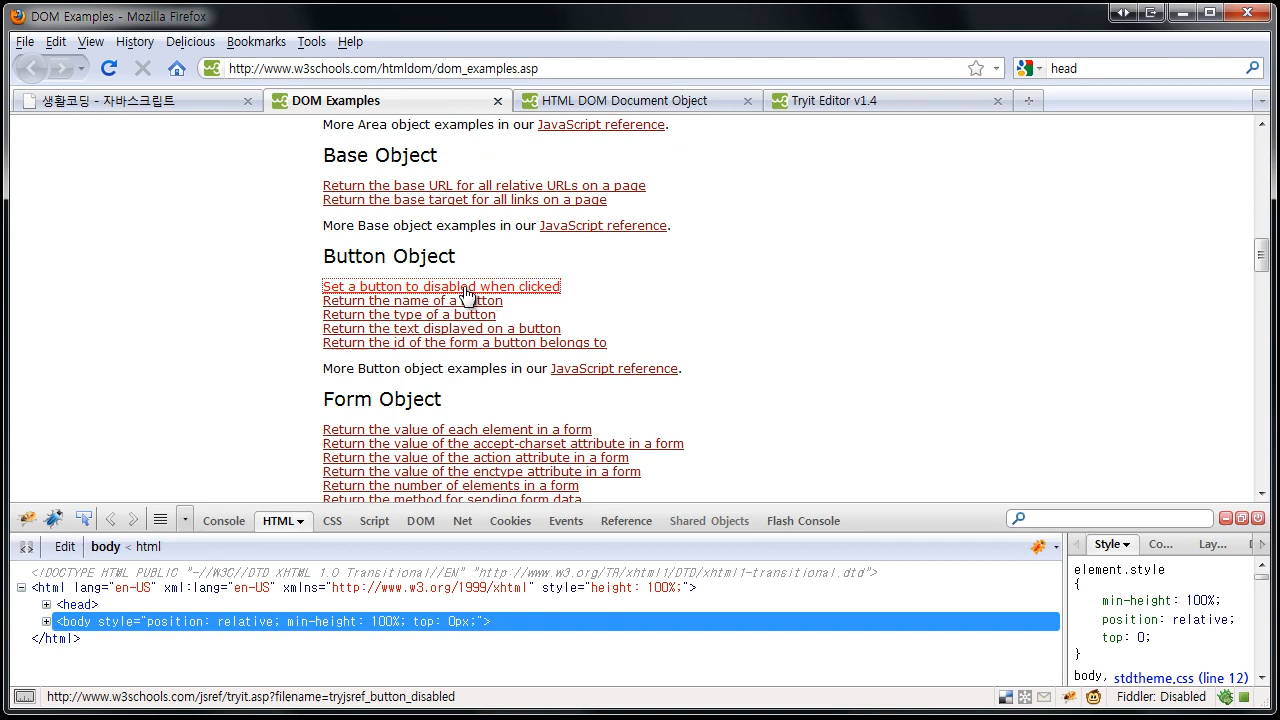 DOM Examples - Mozilla Firefox
File Edit View History Delicious Bookmarks Tools Help
http://www.w3schools.com/htmldom/dom_examples.asp
head
생활코딩 - 자바스크립트
DOM Examples
HTML DOM Document Object
Tryit Editor v1.4
More Area object examples in our JavaScript reference.
Base Object
Return the base URL for all relative URLs on a page
Return the base target for all links on a page
More Base object examples in our JavaScript reference.
Button Object
Set a button to disabled when clicked
Return the name of a button
Return the type of a button
Return the text displayed on a button
Return the id of the form a button belongs to
More Button object examples in our JavaScript reference.
Form Object
Return the value of each element in a form
Return the value of the accept-charset attribute in a form
Return the value of the action attribute in a form
Return the value of the enctype attribute in a form
Return the number of elements in a form
Return the method for sending form data
Console HTML CSS Script DOM Net Cookies Events Reference Shared Objects Flash Console
Edit body < html
Style Co... Lay...
<!DOCTYPE HTML PUBLIC "-//W3C//DTD XHTML 1.0 Transitional//EN" "http://www.w3.org/TR/xhtml1/DTD/xhtml1-transitional.dtd">
<html lang="en-US" xml:lang="en-US" xmlns="http://www.w3.org/1999/xhtml" style="height: 100%;">
<head>
<body style="position: relative; min-height: 100%; top: 0px;">
</html>
element.style
{
min-height: 100%;
position: relative;
top: 0;
}
body, stdtheme.css (line 12)
http://www.w3schools.com/jsref/tryit.asp?filename=tryjsref_button_disabled
Fiddler: Disabled